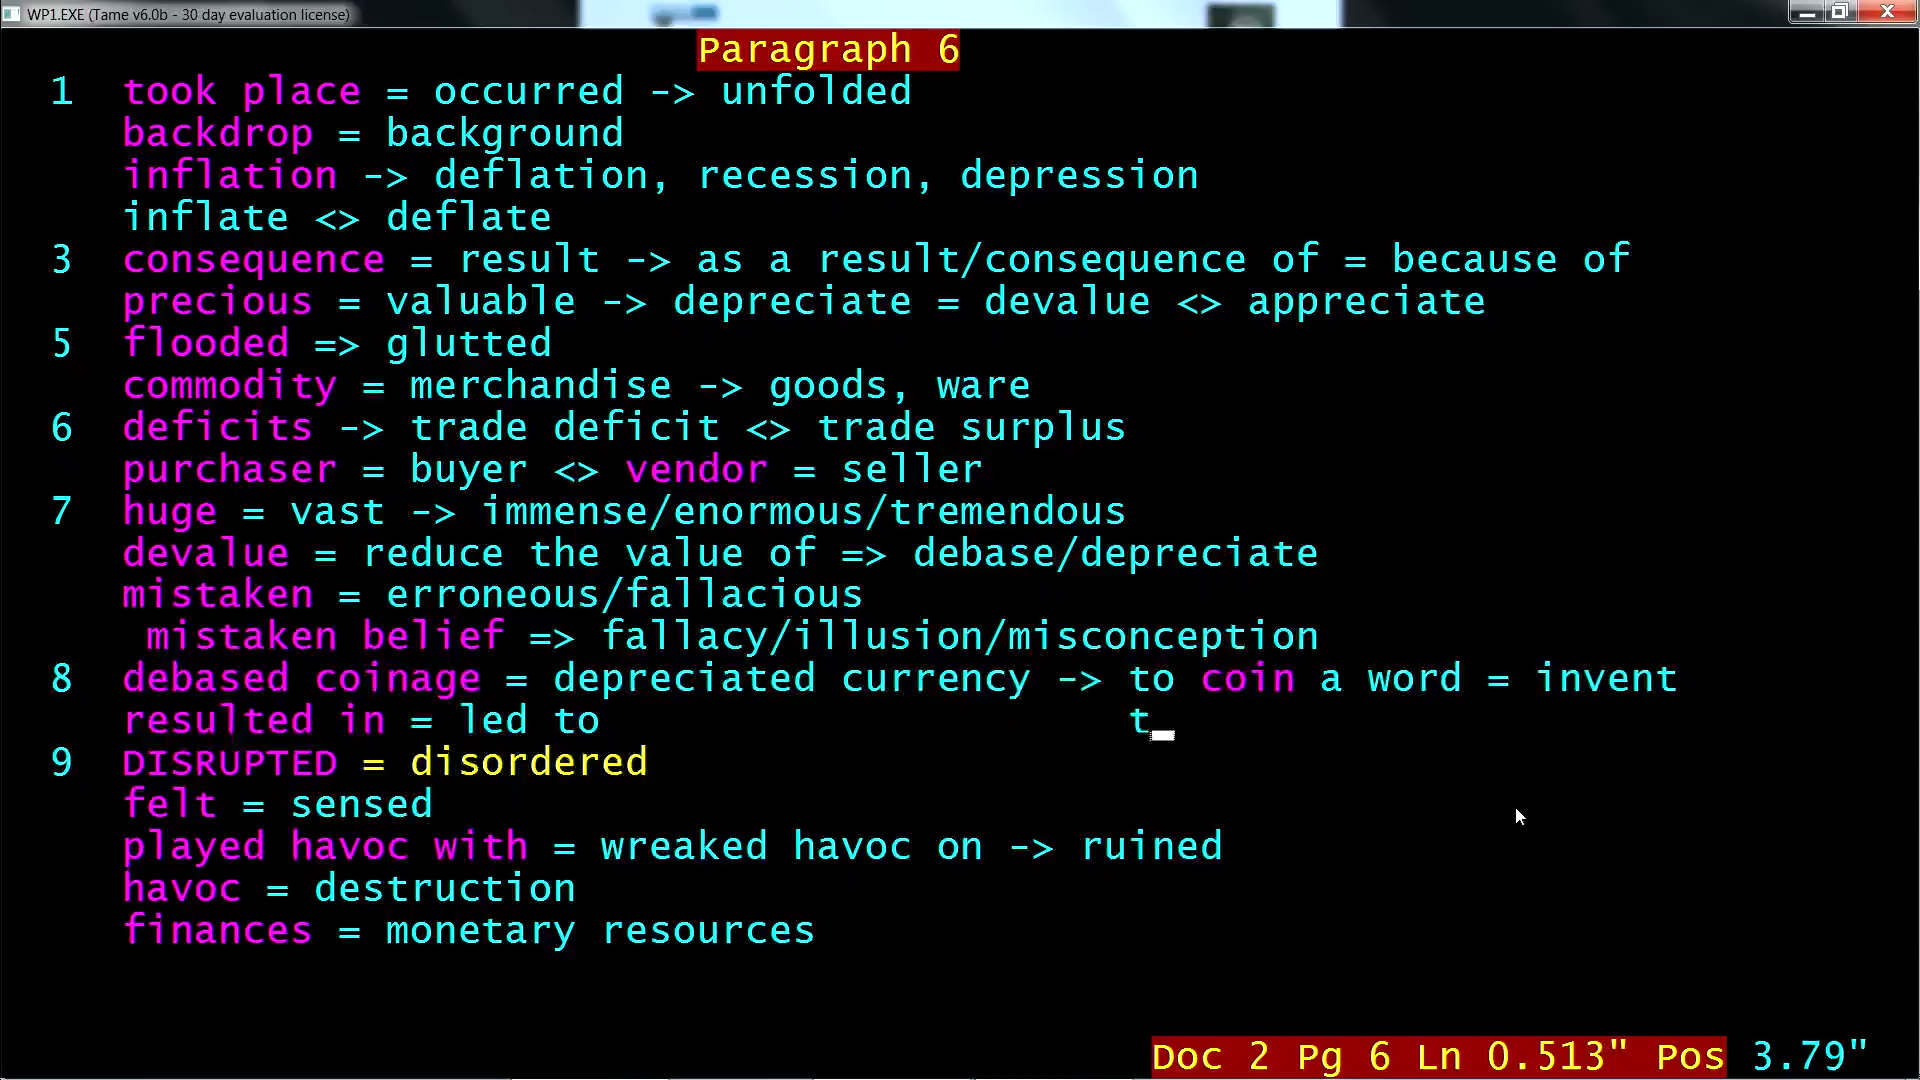 WP1.EXE (Tame v6.0b - 30 day evaluation license)
Paragraph 6
1 took place = occurred -> unfolded
backdrop = background
inflation -> deflation, recession, depression
inflate <> deflate
3 consequence = result -> as a result/consequence of = because of
precious = valuable -> depreciate = devalue <> appreciate
5 flooded => glutted
commodity = merchandise -> goods, ware
6 deficits -> trade deficit <> trade surplus
purchaser = buyer <> vendor = seller
7 huge = vast -> immense/enormous/tremendous
devalue = reduce the value of => debase/depreciate
mistaken = erroneous/fallacious
mistaken belief => fallacy/illusion/misconception
8 debased coinage = depreciated currency -> to coin a word = invent
resulted in = led to t
9 DISRUPTED = disordered
felt = sensed
played havoc with = wreaked havoc on -> ruined
havoc = destruction
finances = monetary resources
Doc 2 Pg 6 Ln 0.513" Pos 3.79"